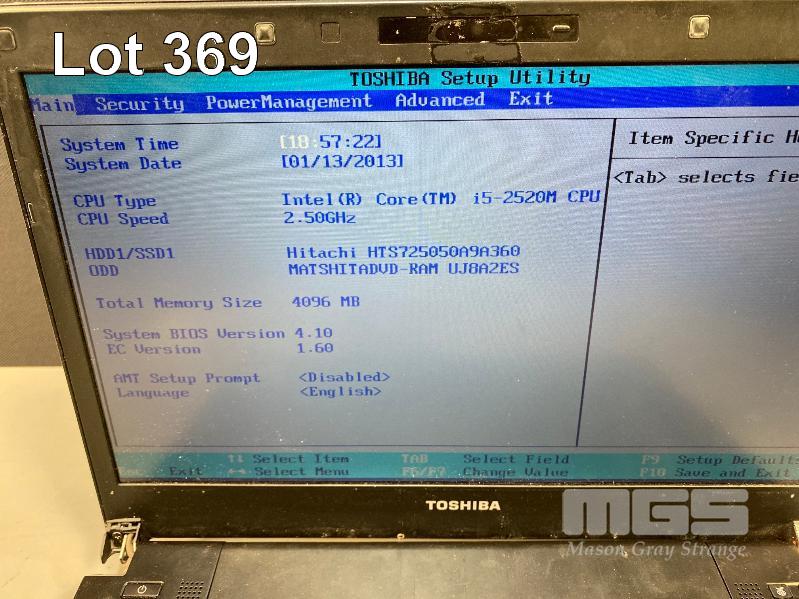 Lot 369
TOSHIBA Setup Utility
Main Security PowerManagement Advanced Exit
System Time [18:57:22]
System Date [01/13/2013]
CPU Type Intel(R) Core(TM) i5-2520M CPU
CPU Speed 2.50GHz
HDD1/SSD1 Hitachi HTS725050A9A360
ODD MATSHITADVD-RAM UJ8A2ES
Total Memory Size 4096 MB
System BIOS Version 4.10
EC Version 1.60
AMT Setup Prompt <Disabled>
Language <English>
Item Specific He
<Tab> selects fie
↑↓ Select Item TAB Select Field F9 Setup Defaults
Esc Exit ←→ Select Menu F5/F7 Change Value F10 Save and Exit
TOSHIBA
MGS
Mason Gray Strange